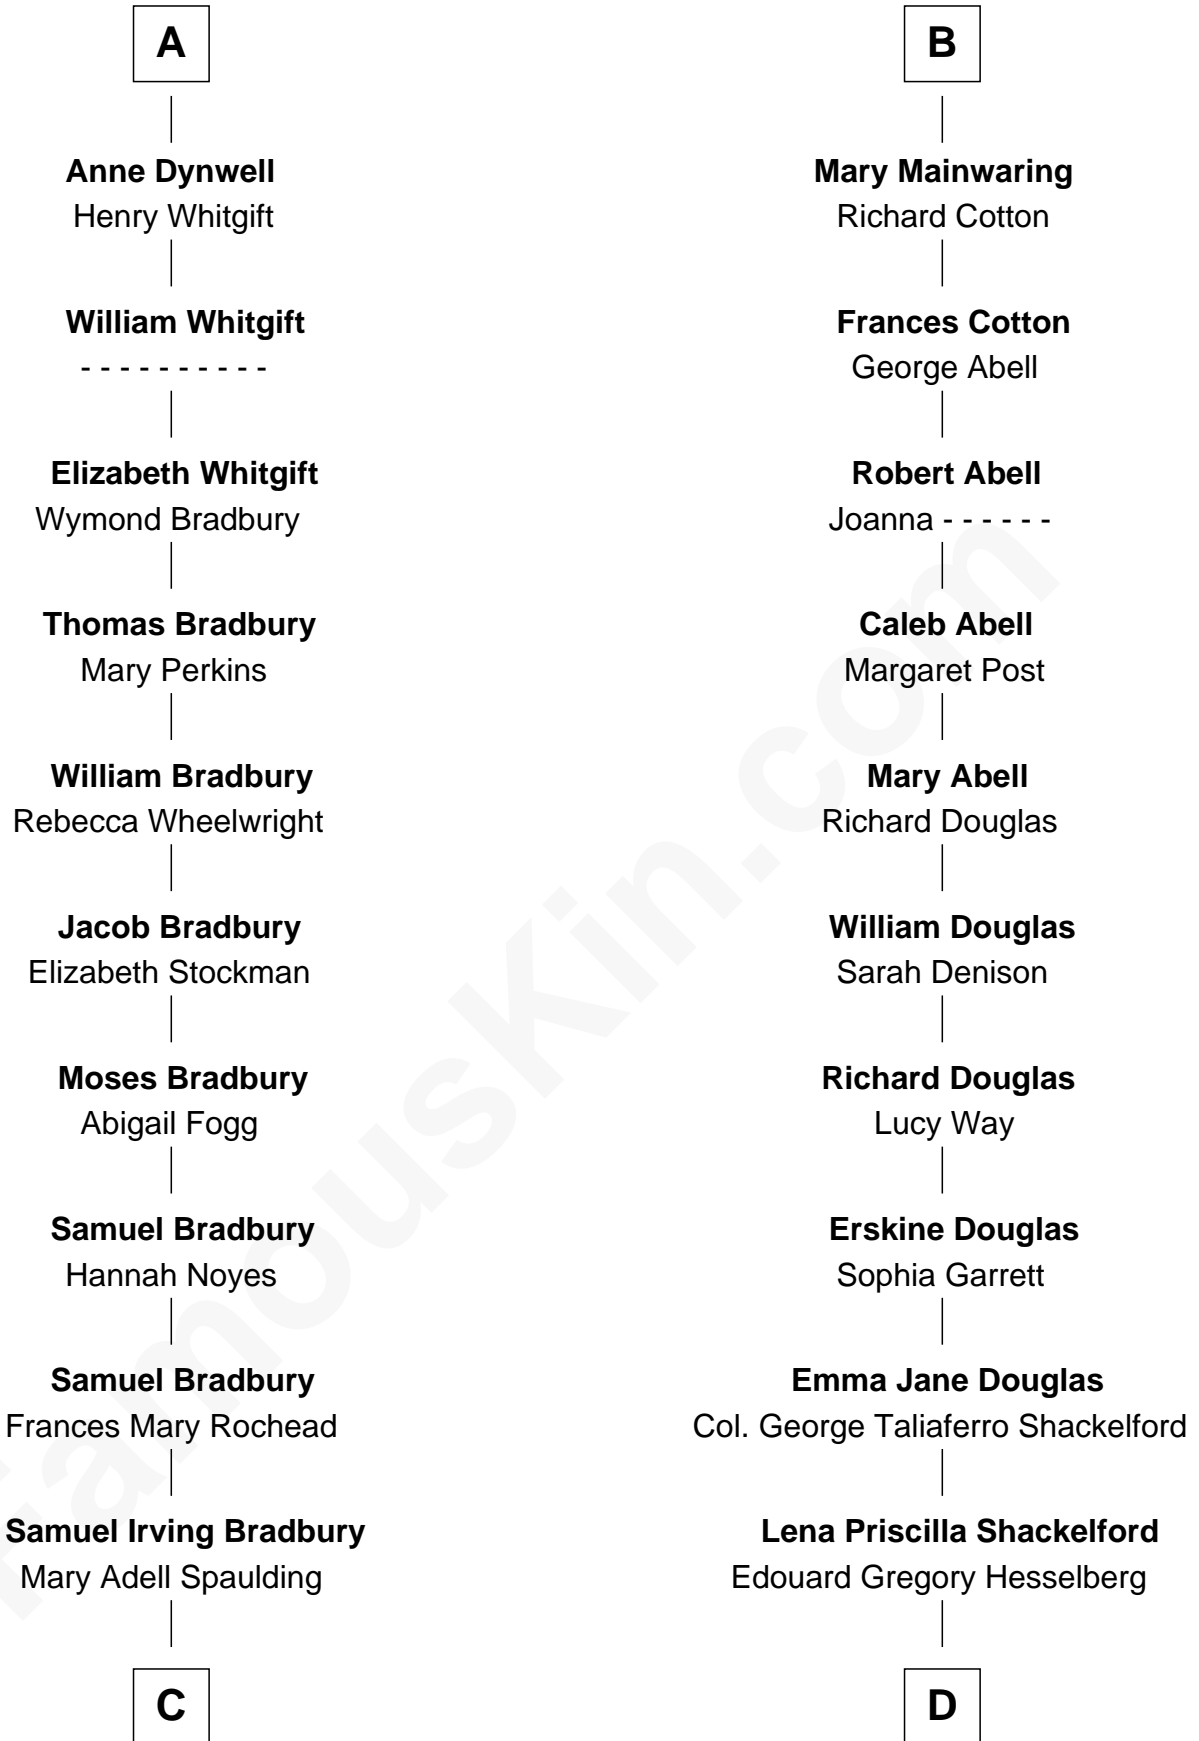 A
Anne Dynwell
Henry Whitgift
William Whitgift
- - - - - - - - - -
Elizabeth Whitgift
Wymond Bradbury
Thomas Bradbury
Mary Perkins
William Bradbury
Rebecca Wheelwright
Jacob Bradbury
Elizabeth Stockman
Moses Bradbury
Abigail Fogg
Samuel Bradbury
Hannah Noyes
Samuel Bradbury
Frances Mary Rochead
Samuel Irving Bradbury
Mary Adell Spaulding
C
B
Mary Mainwaring
Richard Cotton
Frances Cotton
George Abell
Robert Abell
Joanna - - - - - -
Caleb Abell
Margaret Post
Mary Abell
Richard Douglas
William Douglas
Sarah Denison
Richard Douglas
Lucy Way
Erskine Douglas
Sophia Garrett
Emma Jane Douglas
Col. George Taliaferro Shackelford
Lena Priscilla Shackelford
Edouard Gregory Hesselberg
D
FamousKin.com